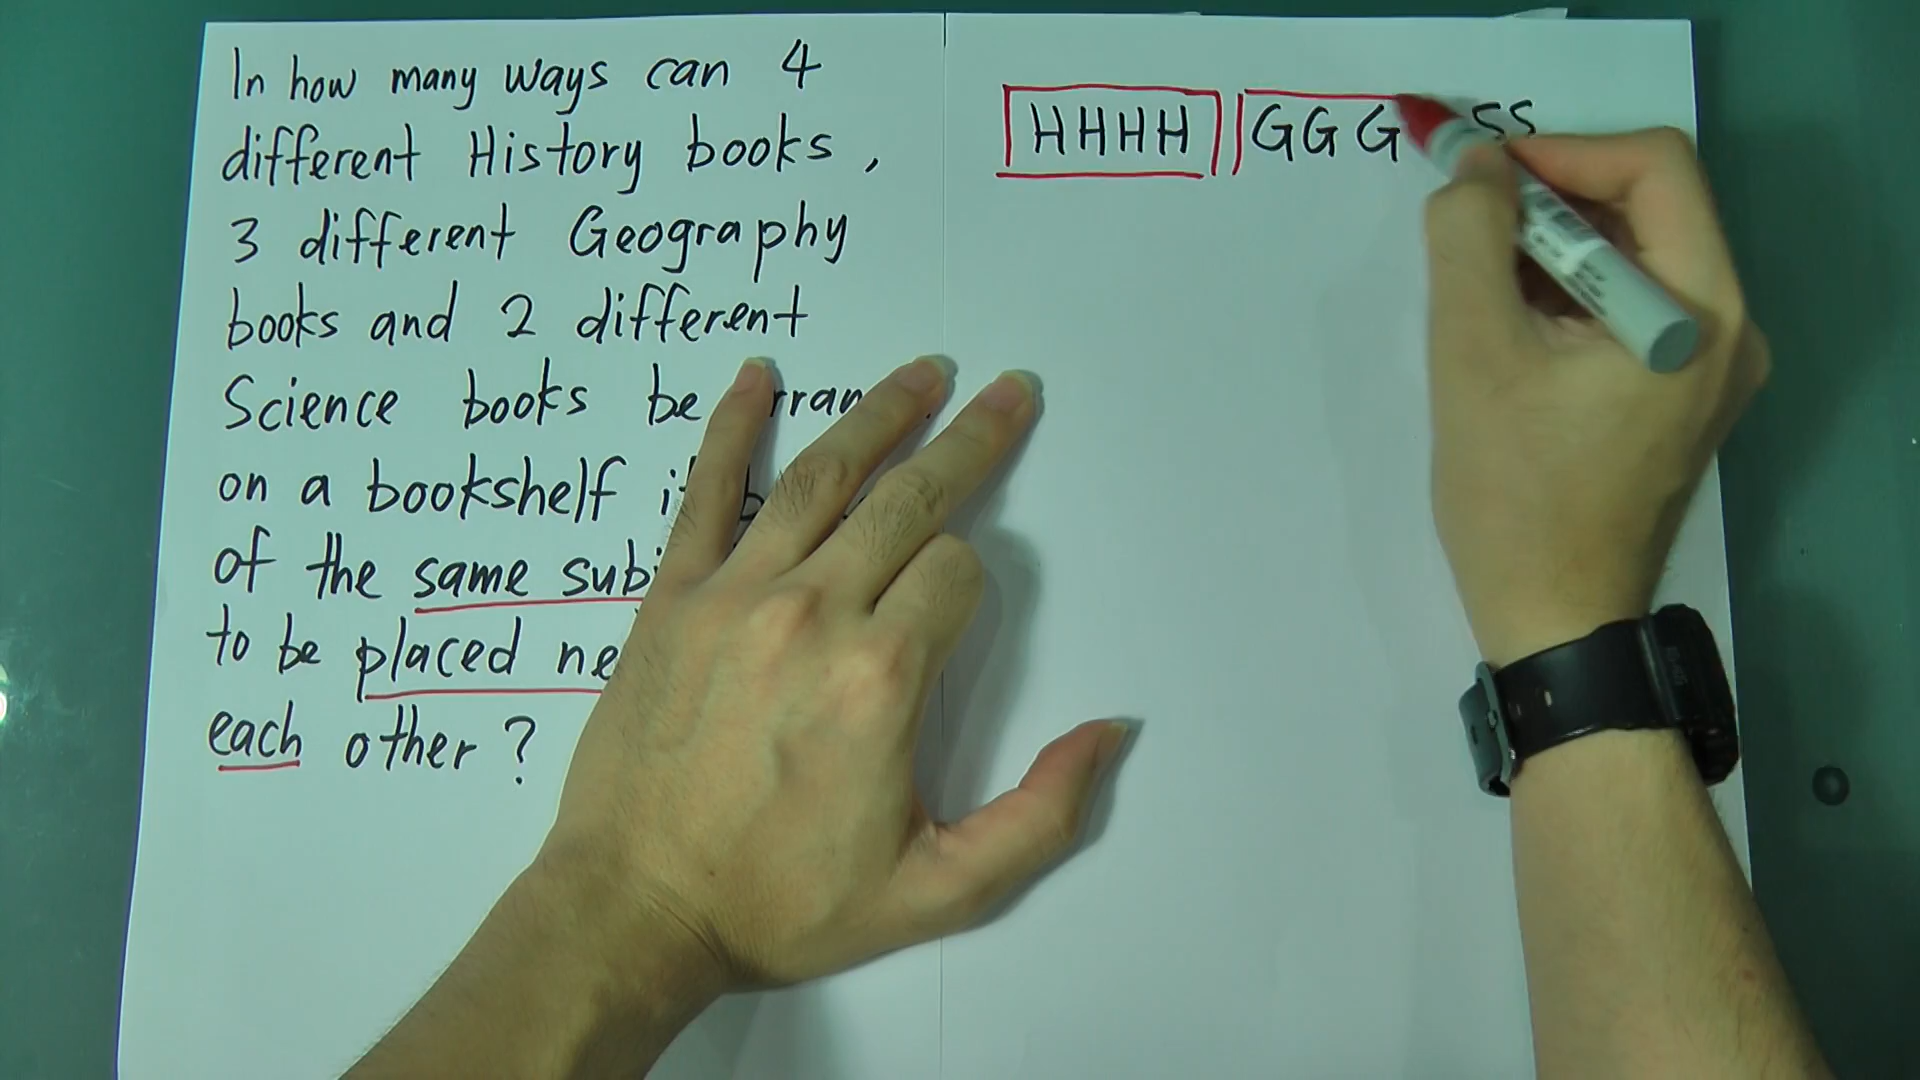 In how many ways can 4
different History books,
3 different Geography
books and 2 different
Science books be
on a bookshelf
of the same
to be placed
each other?
HHHH GGG SS